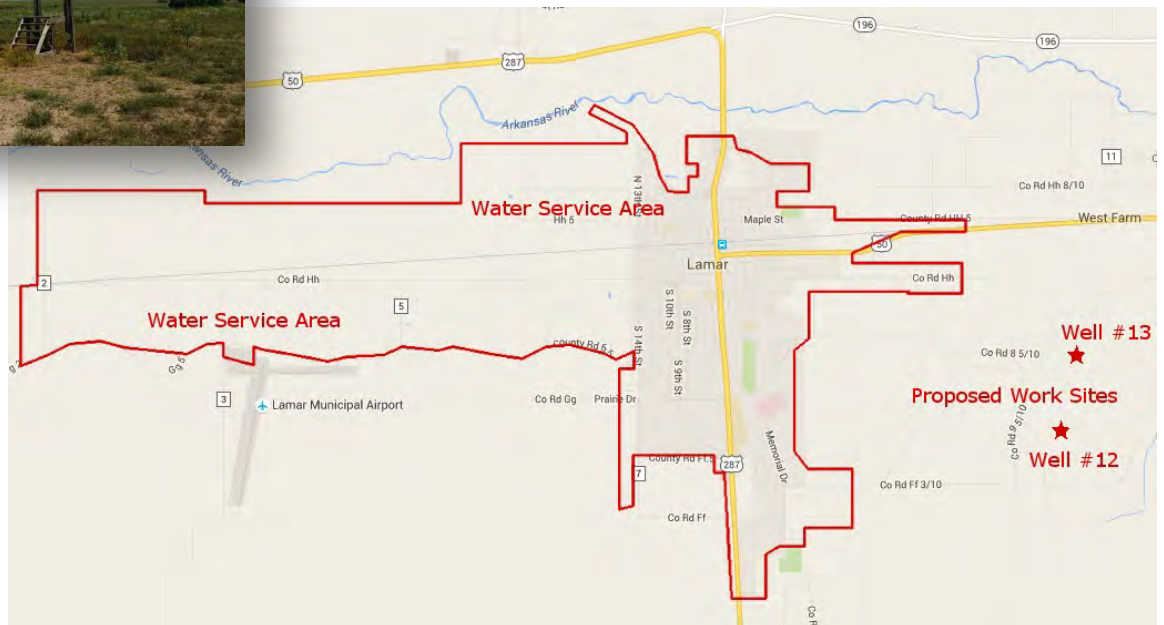 196
287
50
196
Arkansas River
11
Co Rd Hh 8/10
N 13th St
Water Service Area
Maple St
County Rd HH.5
West Farm
Hh 5
50
Lamar
Co Rd Hh
2
Co Rd Hh
5
S 10th St
S 8th St
Water Service Area
Well #13
S 14th St
county Rd 5 5
Co Rd 8 5/10
Gg 5
S 9th St
3
Lamar Municipal Airport
Co Rd Gg
Prairie Dr
Proposed Work Sites
Co Rd 9 5/10
Memorial Dr
County Rd Ff.5
287
Well #12
7
Co Rd Ff 3/10
Co Rd Ff